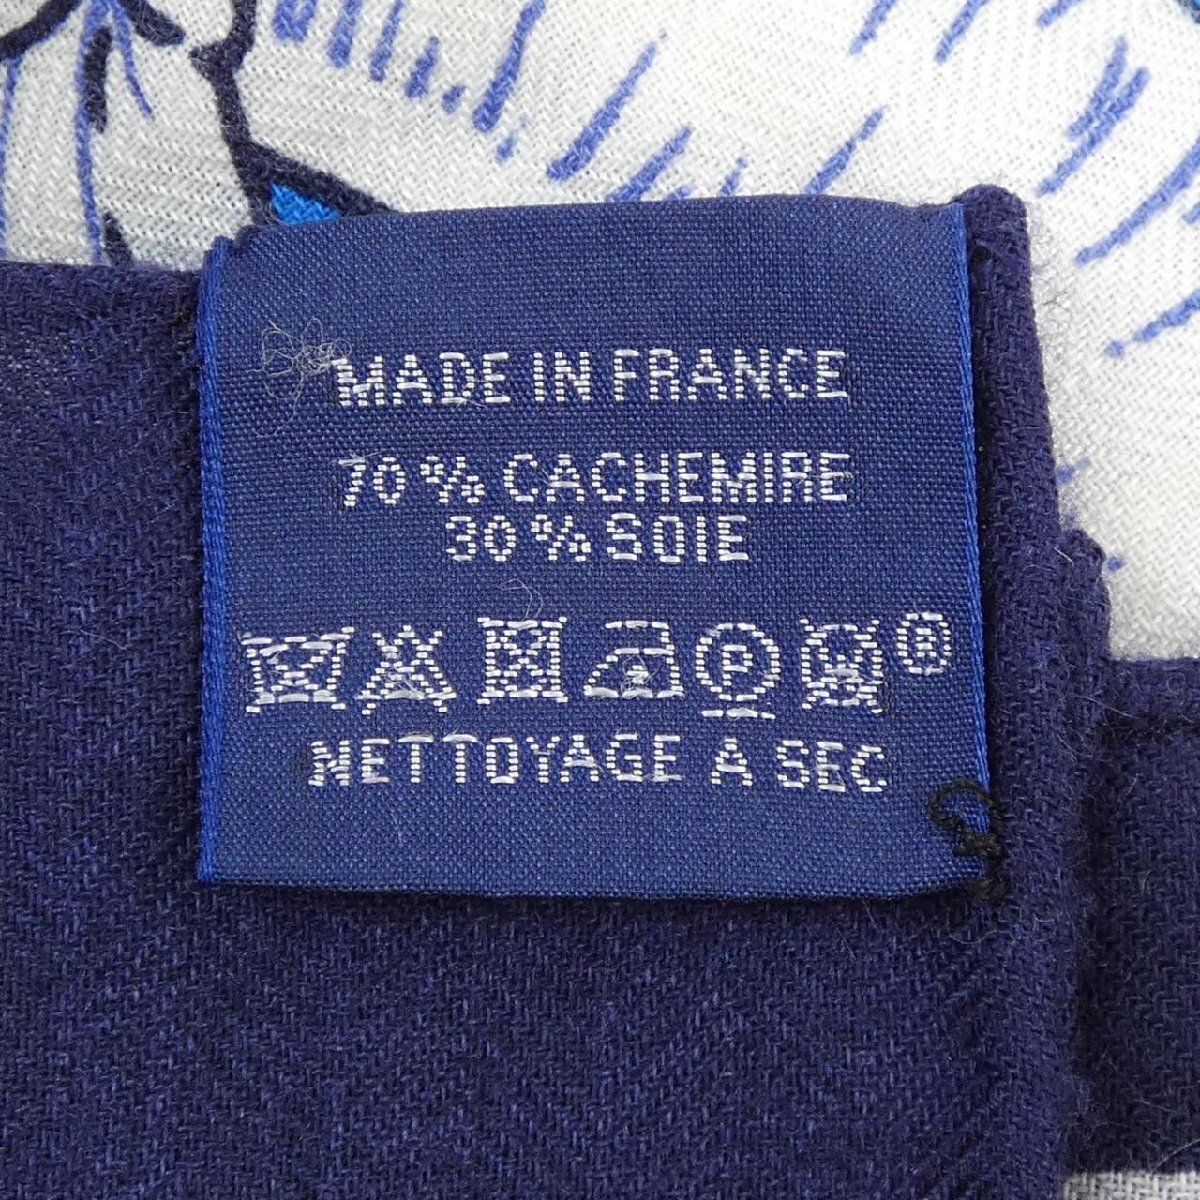 MADE IN FRANCE
70% CACHEMIRE
30% SOIE
P W ®
NETTOYAGE A SEC